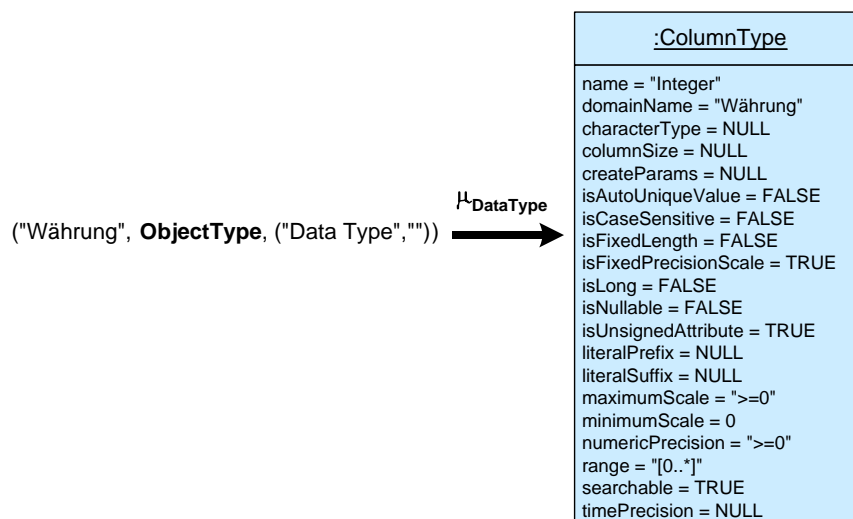 :ColumnType
name = "Integer"
domainName = "Währung"
characterType = NULL
columnSize = NULL
createParams = NULL
isAutoUniqueValue = FALSE
isCaseSensitive = FALSE
isFixedLength = FALSE
isFixedPrecisionScale = TRUE
isLong = FALSE
isNullable = FALSE
isUnsignedAttribute = TRUE
literalPrefix = NULL
literalSuffix = NULL
maximumScale = ">=0"
minimumScale = 0
numericPrecision = ">=0"
range = "[0..*]"
searchable = TRUE
timePrecision = NULL
("Währung", ObjectType, ("Data Type",""))
μDataType